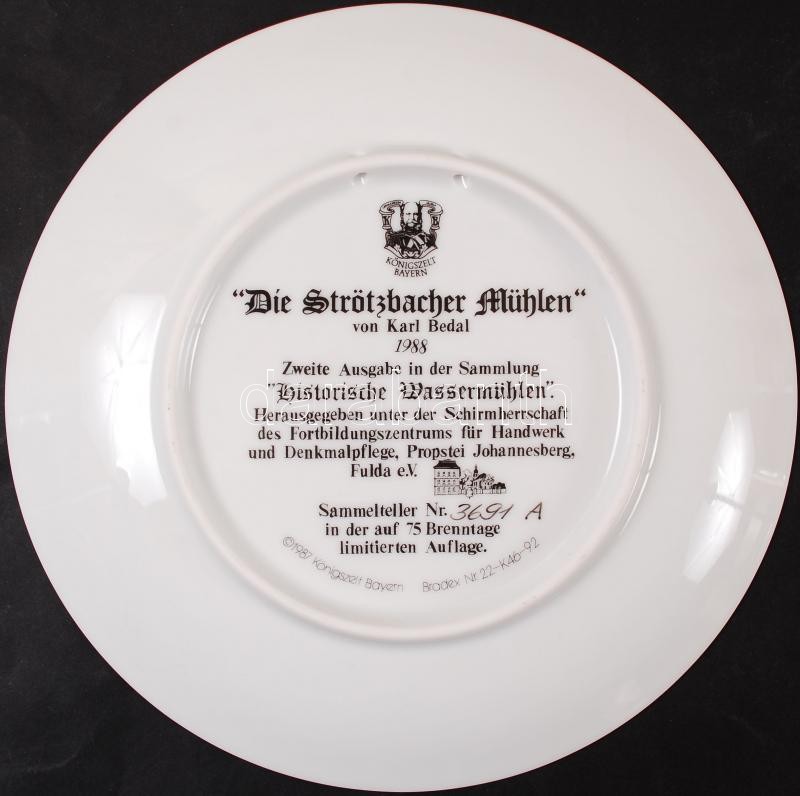 KÖNIGSZELT
BAYERN
"Die Strötzbacher Mühlen"
von Karl Bedal
1988
Zweite Ausgabe in der Sammlung
"Historische Wassermühlen".
Herausgegeben unter der Schirmherrschaft
des Fortbildungszentrums für Handwerk
und Denkmalpflege, Propstei Johannesberg,
Fulda e.V.
Sammelteller Nr. 3691 A
in der auf 75 Brenntage
limitierten Auflage.
©1987 Königszelt Bayern Bradex Nr. 22-K46-9.2
darabanth